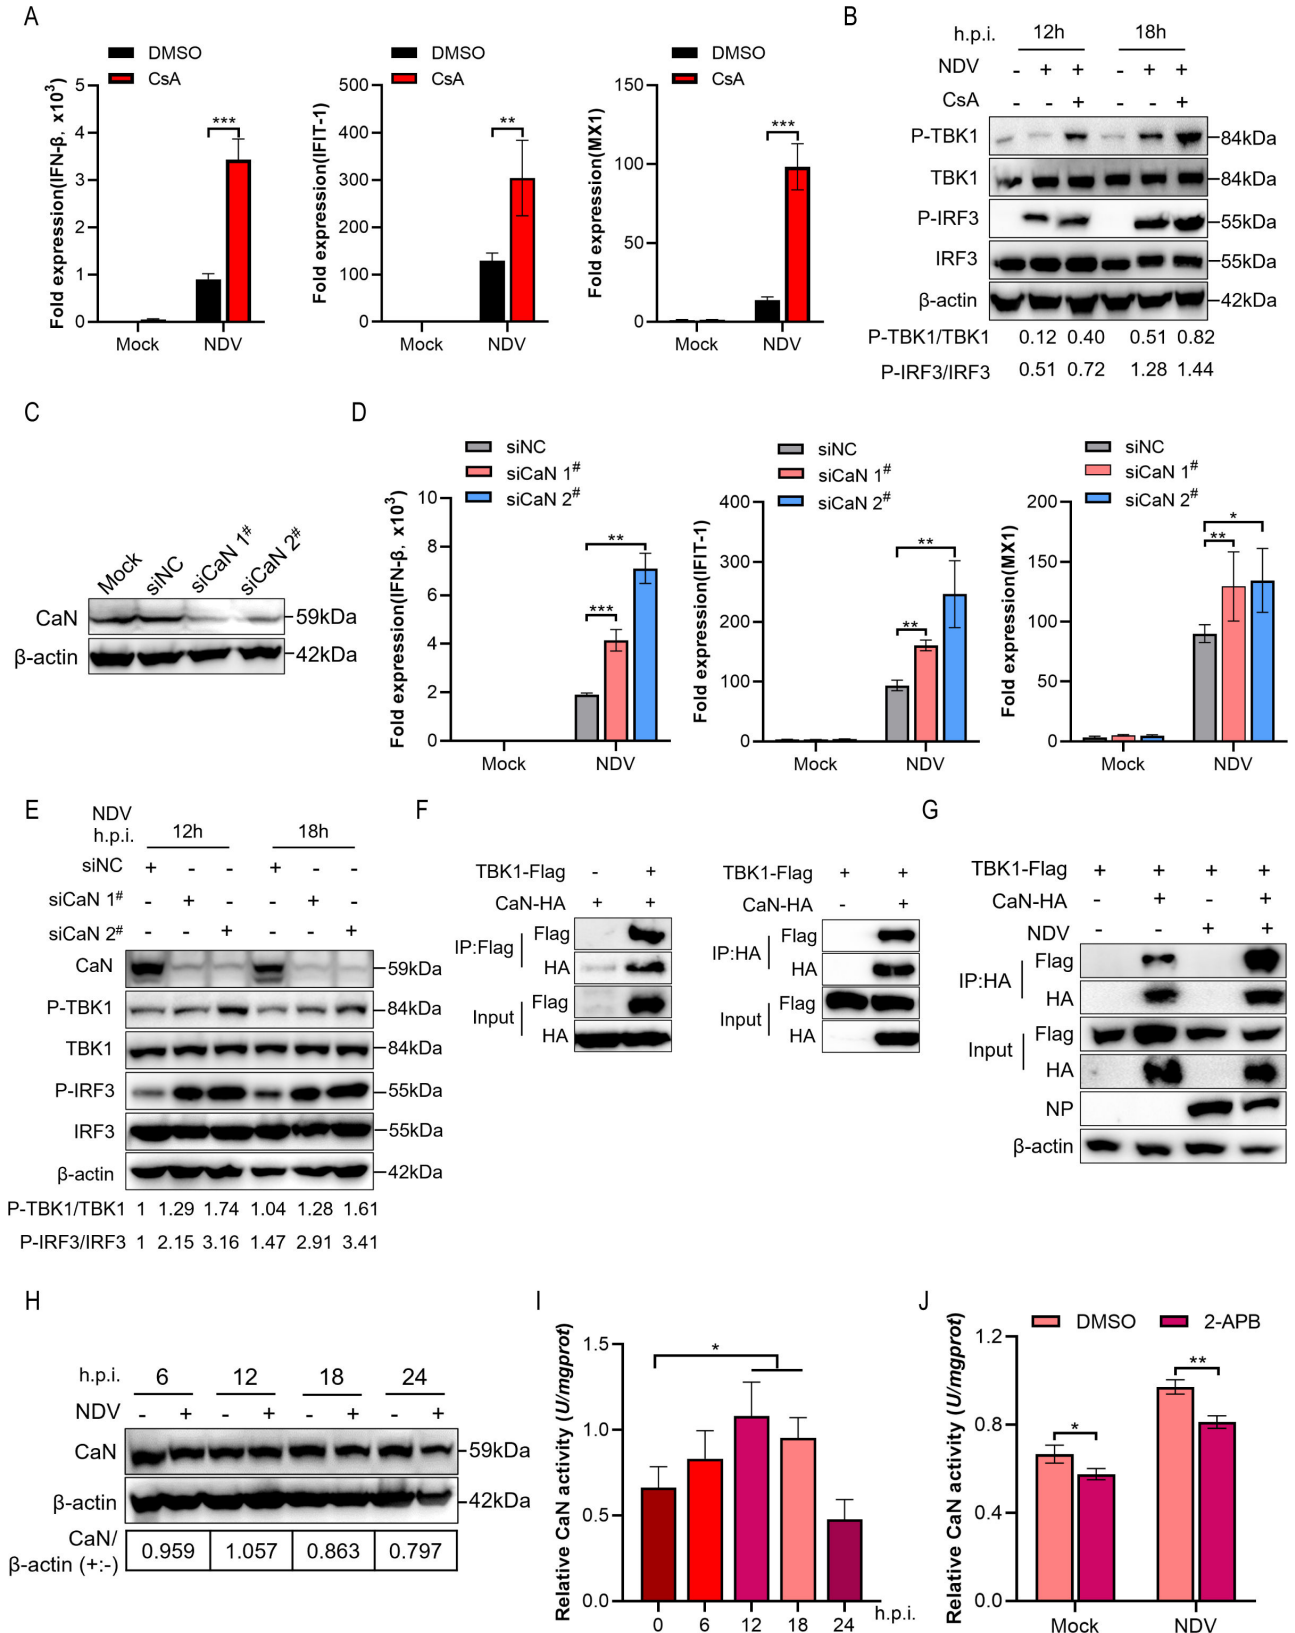 A
DMSO
CsA
Fold expression(IFN-β, x10³)
5
4
3
2
1
0
***
Mock
NDV
DMSO
CsA
Fold expression(IFIT-1)
500
400
300
200
100
0
**
Mock
NDV
DMSO
CsA
Fold expression(MX1)
150
100
50
0
***
Mock
NDV
B
h.p.i. 12h 18h
NDV - + + - + +
CsA - - + - - +
P-TBK1 84kDa
TBK1 84kDa
P-IRF3 55kDa
IRF3 55kDa
β-actin 42kDa
P-TBK1/TBK1 0.12 0.40 0.51 0.82
P-IRF3/IRF3 0.51 0.72 1.28 1.44
C
Mock siNC siCaN 1# siCaN 2#
CaN 59kDa
β-actin 42kDa
D
siNC
siCaN 1#
siCaN 2#
Fold expression(IFN-β, x10³)
10
8
6
4
2
0
**
***
Mock
NDV
siNC
siCaN 1#
siCaN 2#
Fold expression(IFIT-1)
400
300
200
100
0
**
**
Mock
NDV
siNC
siCaN 1#
siCaN 2#
Fold expression(MX1)
200
150
100
50
0
*
**
Mock
NDV
E
NDV
h.p.i. 12h 18h
siNC + - - + - -
siCaN 1# - + - - + -
siCaN 2# - - + - - +
CaN 59kDa
P-TBK1 84kDa
TBK1 84kDa
P-IRF3 55kDa
IRF3 55kDa
β-actin 42kDa
P-TBK1/TBK1 1 1.29 1.74 1.04 1.28 1.61
P-IRF3/IRF3 1 2.15 3.16 1.47 2.91 3.41
F
TBK1-Flag - +
CaN-HA + +
IP:Flag
Flag
HA
Input
Flag
HA
TBK1-Flag + +
CaN-HA - +
IP:HA
Flag
HA
Input
Flag
HA
G
TBK1-Flag + + + +
CaN-HA - + - +
NDV - - + +
IP:HA
Flag
HA
Input
Flag
HA
NP
β-actin
H
h.p.i. 6 12 18 24
NDV - + - + - + - +
CaN 59kDa
β-actin 42kDa
CaN/
β-actin (+:-) 0.959 1.057 0.863 0.797
I
Relative CaN activity (U/mgprot)
1.5
1.0
0.5
0.0
*
0 6 12 18 24 h.p.i.
J
DMSO 2-APB
Relative CaN activity (U/mgprot)
1.2
0.8
0.4
0.0
*
**
Mock
NDV